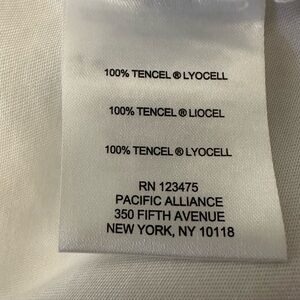 100% TENCEL ® LYOCELL
100% TENCEL ® LIOCEL
100% TENCEL ® LYOCELL
RN 123475
PACIFIC ALLIANCE
350 FIFTH AVENUE
NEW YORK, NY 10118